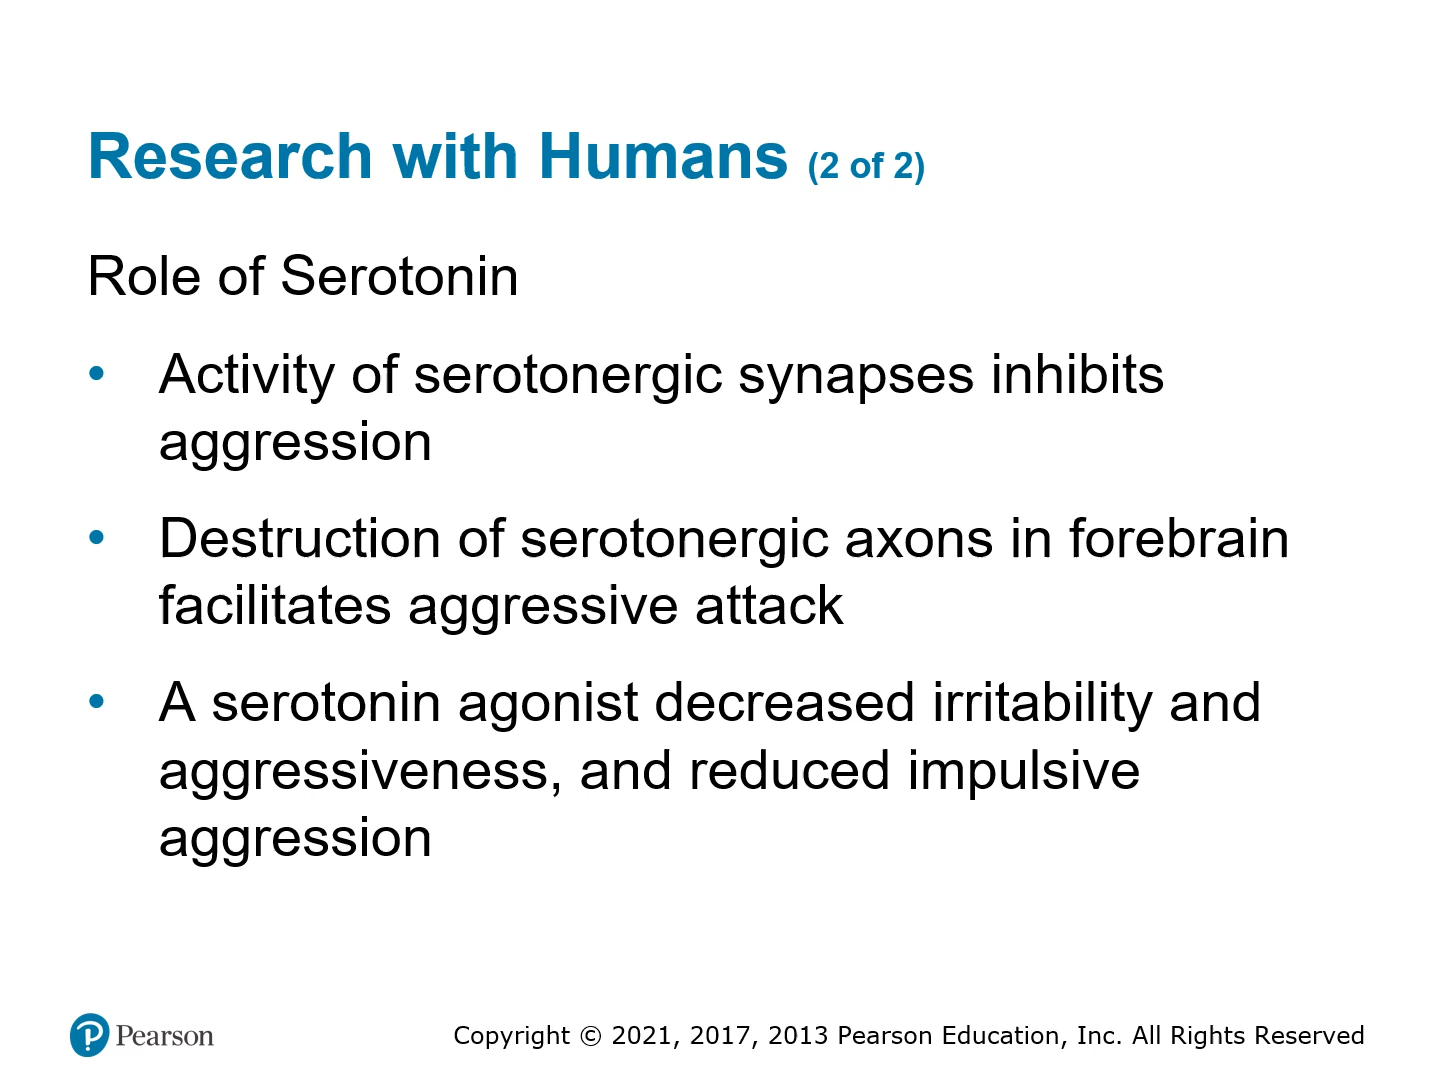 Research with Humans (2 of 2)
Role of Serotonin
• Activity of serotonergic synapses inhibits
aggression
• Destruction of serotonergic axons in forebrain
facilitates aggressive attack
• A serotonin agonist decreased irritability and
aggressiveness, and reduced impulsive
aggression
P Pearson
Copyright © 2021, 2017, 2013 Pearson Education, Inc. All Rights Reserved